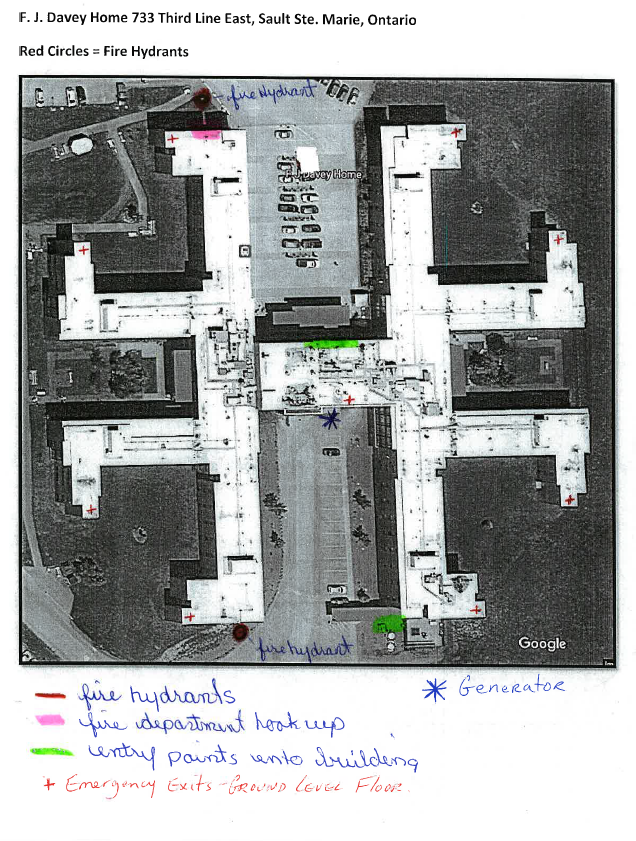 F. J. Davey Home 733 Third Line East, Sault Ste. Marie, Ontario
Red Circles = Fire Hydrants
fire Hydrant
F. J. Davey Home
fire hydrant
Google
fire hydrants
* Generator
fire department hook up
entry points into building
+ Emergency Exits - GROUND LEVEL FLOOR.